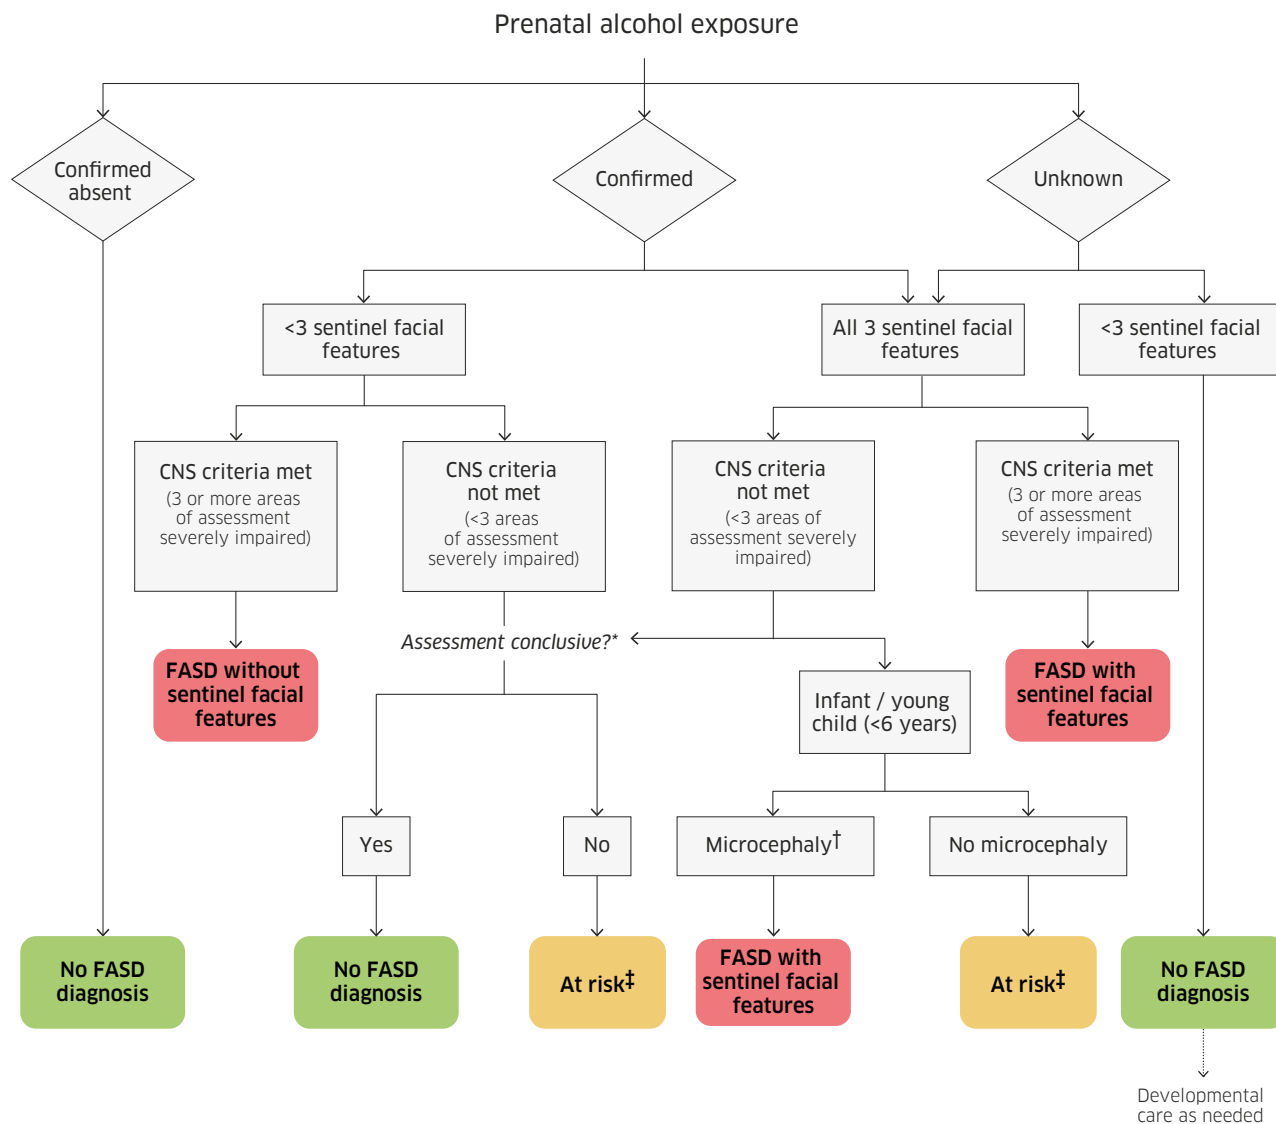 Prenatal alcohol exposure
Confirmed
absent
Confirmed
Unknown
<3 sentinel facial
features
All 3 sentinel facial
features
<3 sentinel facial
features
CNS criteria met
(3 or more areas
of assessment
severely impaired)
CNS criteria
not met
(<3 areas
of assessment
severely impaired)
CNS criteria
not met
(<3 areas of
assessment severely
impaired)
CNS criteria met
(3 or more areas
of assessment
severely impaired)
Assessment conclusive?*
FASD without
sentinel facial
features
FASD with
sentinel facial
features
Infant / young
child (<6 years)
Yes
No
Microcephaly†
No microcephaly
No FASD
diagnosis
No FASD
diagnosis
At risk‡
FASD with
sentinel facial
features
At risk‡
No FASD
diagnosis
Developmental
care as needed